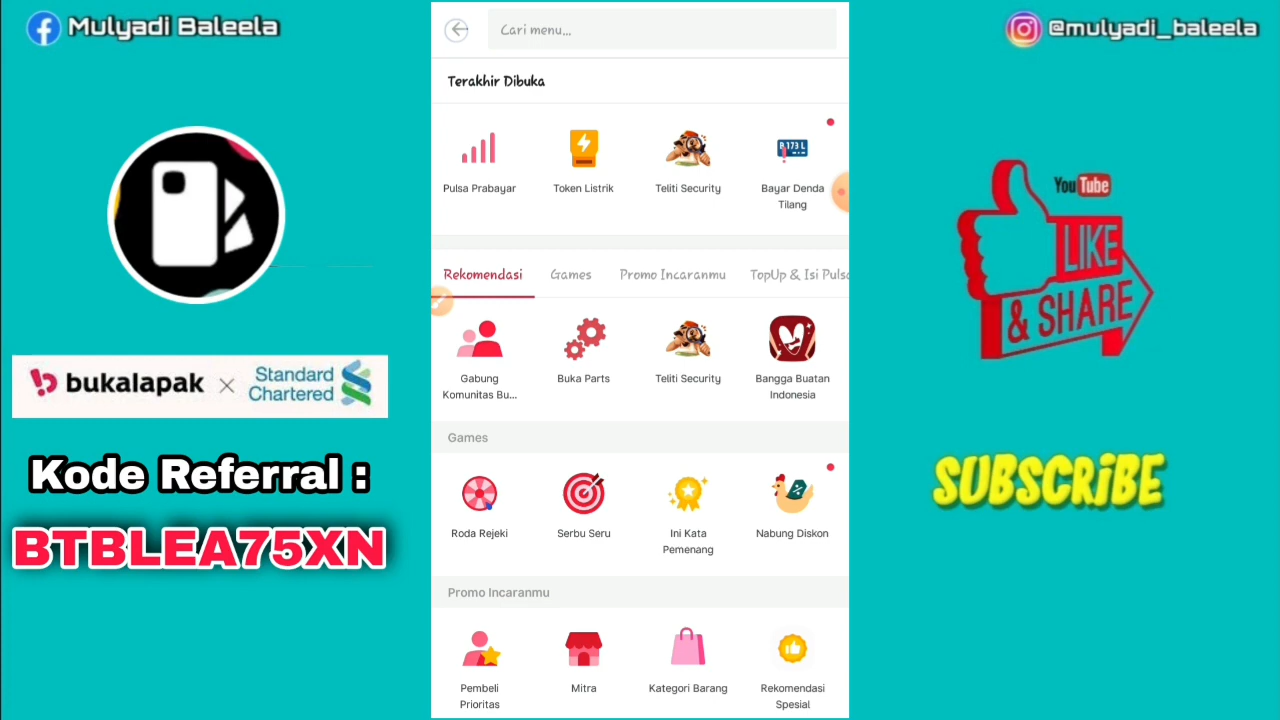 Mulyadi Baleela
@mulyadi_baleela
Cari menu...
Terakhir Dibuka
B 173 L
Pulsa Prabayar
Token Listrik
Teliti Security
Bayar Denda
Tilang
Rekomendasi
Games
Promo Incaranmu
TopUp & Isi Pulsa
Gabung
Komunitas Bu...
Buka Parts
Teliti Security
Bangga Buatan
Indonesia
Games
Roda Rejeki
Serbu Seru
Ini Kata
Pemenang
Nabung Diskon
Promo Incaranmu
Pembeli
Prioritas
Mitra
Kategori Barang
Rekomendasi
Spesial
bukalapak × Standard
Chartered
Kode Referral :
BTBLEA75XN
YouTube
LIKE
& SHARE
SUBSCRiBE